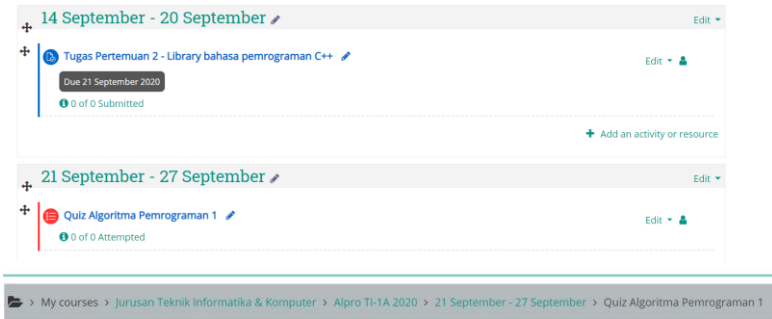 14 September - 20 September
Edit
Tugas Pertemuan 2 - Library bahasa pemrograman C++
Edit
Due 21 September 2020
0 of 0 Submitted
Add an activity or resource
21 September - 27 September
Edit
Quiz Algoritma Pemrograman 1
Edit
0 of 0 Attempted
> My courses > Jurusan Teknik Informatika & Komputer > Alpro TI-1A 2020 > 21 September - 27 September > Quiz Algoritma Pemrograman 1